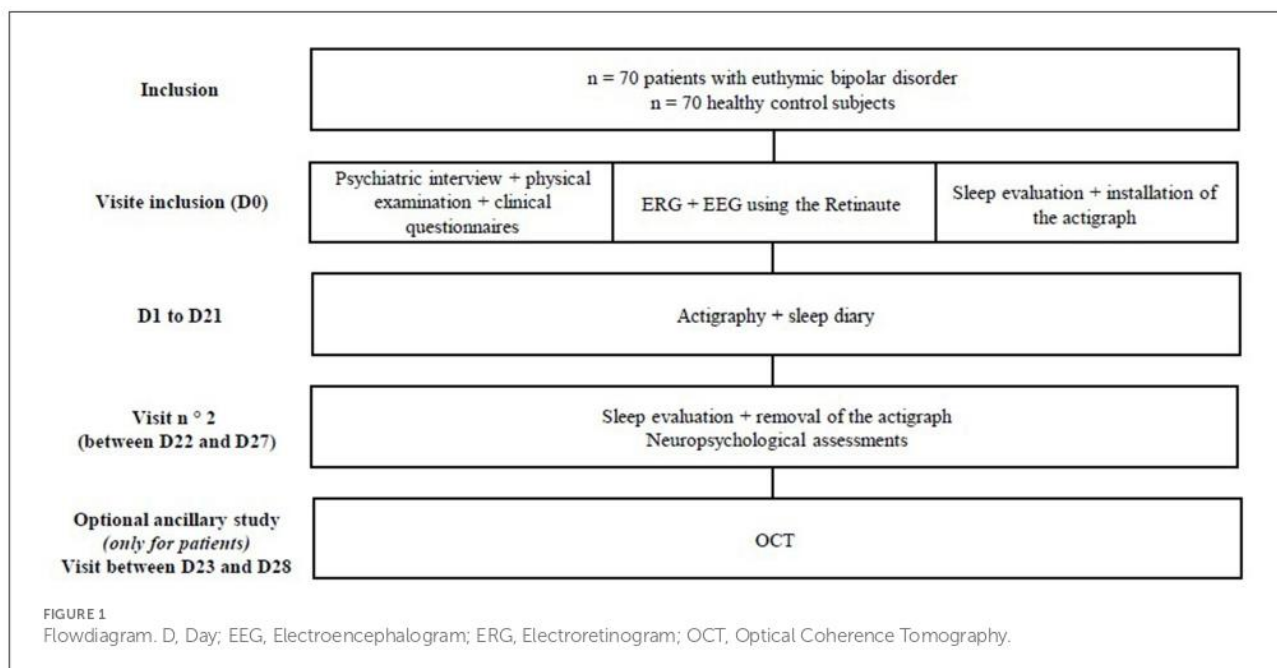 Inclusion
n = 70 patients with euthymic bipolar disorder
n = 70 healthy control subjects
Visite inclusion (D0)
Psychiatric interview + physical
examination + clinical
questionnaires
ERG + EEG using the Retinaute
Sleep evaluation + installation of
the actigraph
D1 to D21
Actigraphy + sleep diary
Visit n ° 2
(between D22 and D27)
Sleep evaluation + removal of the actigraph
Neuropsychological assessments
Optional ancillary study
(only for patients)
Visit between D23 and D28
OCT
FIGURE 1
Flowdiagram. D, Day; EEG, Electroencephalogram; ERG, Electroretinogram; OCT, Optical Coherence Tomography.